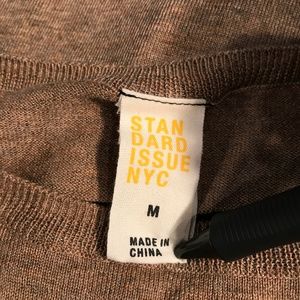 STAN
DARD
ISSUE
NYC
M
MADE IN
CHINA